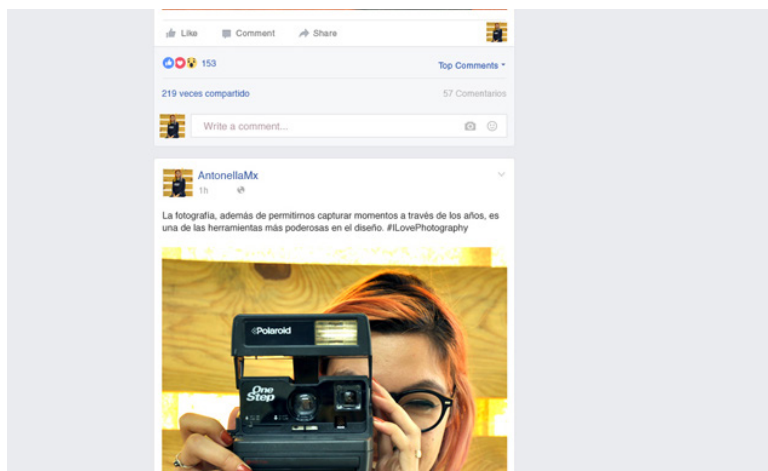 Like Comment Share
153 Top Comments
219 veces compartido 57 Comentarios
Write a comment...
AntonellaMx
1h
La fotografía, además de permitirnos capturar momentos a través de los años, es
una de las herramientas más poderosas en el diseño. #ILovePhotography
Polaroid
One
Step